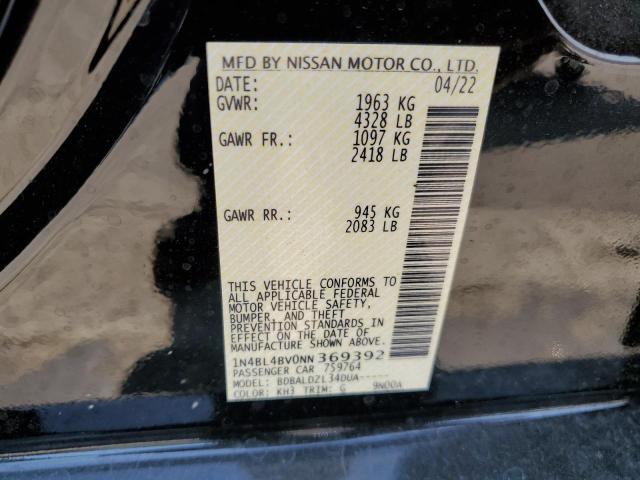 MFD BY NISSAN MOTOR CO., LTD.
DATE: 04/22
GVWR: 1963 KG
4328 LB
GAWR FR.: 1097 KG
2418 LB
GAWR RR.: 945 KG
2083 LB
THIS VEHICLE CONFORMS TO
ALL APPLICABLE FEDERAL
MOTOR VEHICLE SAFETY,
BUMPER, AND THEFT
PREVENTION STANDARDS
IN EFFECT ON THE DATE OF
MANUFACTURE SHOWN ABOVE.
1N4BL4BV0NN369392
PASSENGER CAR 759764
MODEL: BDBALDZL34DUA-----
COLOR: KH3 TRIM: G 9N00A